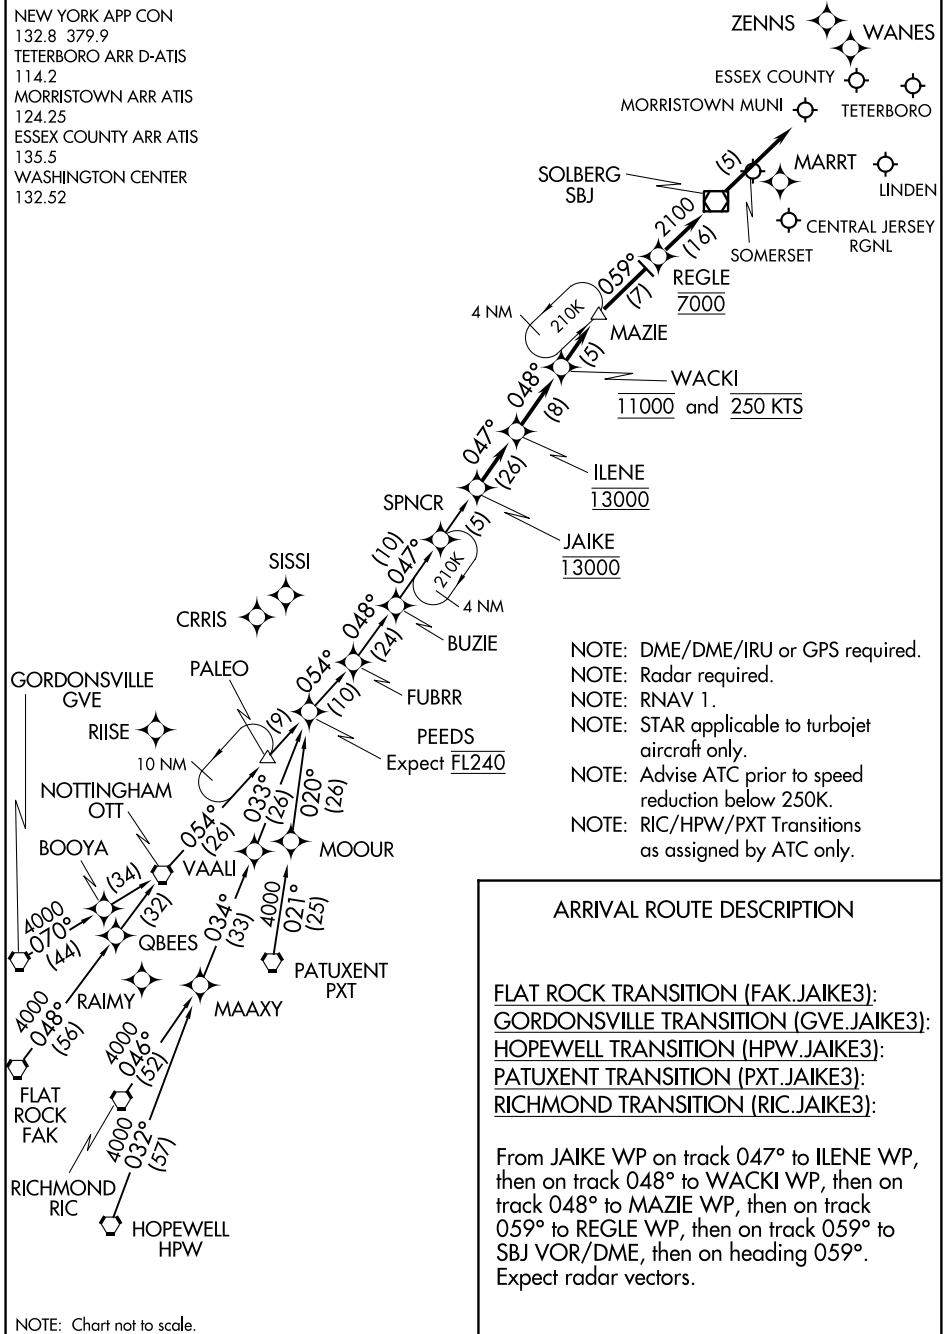 NEW YORK APP CON
132.8 379.9
TETERBORO ARR D-ATIS
114.2
MORRISTOWN ARR ATIS
124.25
ESSEX COUNTY ARR ATIS
135.5
WASHINGTON CENTER
132.52
ZENNS
WANES
ESSEX COUNTY
TETERBORO
MORRISTOWN MUNI
SOLBERG
SBJ
(5)
MARRT
LINDEN
CENTRAL JERSEY
RGNL
SOMERSET
2100
(16)
REGLE
7000
059°
(7)
4 NM
210K
MAZIE
(5)
WACKI
11000 and 250 KTS
048°
(8)
ILENE
13000
047°
(26)
JAIKE
13000
SPNCR
(5)
210K
4 NM
(10)
047°
BUZIE
048°
(24)
FUBRR
054°
(10)
PEEDS
Expect FL240
SISSI
CRRIS
PALEO
(9)
GORDONSVILLE
GVE
RIISE
10 NM
NOTTINGHAM
OTT
054°
(26)
033°
(26)
020°
(26)
BOOYA
VAALI
MOOUR
(34)
(32)
4000
070°
(44)
QBEES
034°
(33)
4000
021°
(25)
RAIMY
MAAXY
PATUXENT
PXT
4000
048°
(56)
4000
046°
(52)
FLAT
ROCK
FAK
4000
032°
(57)
RICHMOND
RIC
HOPEWELL
HPW
NOTE: DME/DME/IRU or GPS required.
NOTE: Radar required.
NOTE: RNAV 1.
NOTE: STAR applicable to turbojet
aircraft only.
NOTE: Advise ATC prior to speed
reduction below 250K.
NOTE: RIC/HPW/PXT Transitions
as assigned by ATC only.
ARRIVAL ROUTE DESCRIPTION
FLAT ROCK TRANSITION (FAK.JAIKE3):
GORDONSVILLE TRANSITION (GVE.JAIKE3):
HOPEWELL TRANSITION (HPW.JAIKE3):
PATUXENT TRANSITION (PXT.JAIKE3):
RICHMOND TRANSITION (RIC.JAIKE3):
From JAIKE WP on track 047° to ILENE WP,
then on track 048° to WACKI WP, then on
track 048° to MAZIE WP, then on track
059° to REGLE WP, then on track 059° to
SBJ VOR/DME, then on heading 059°.
Expect radar vectors.
NOTE: Chart not to scale.